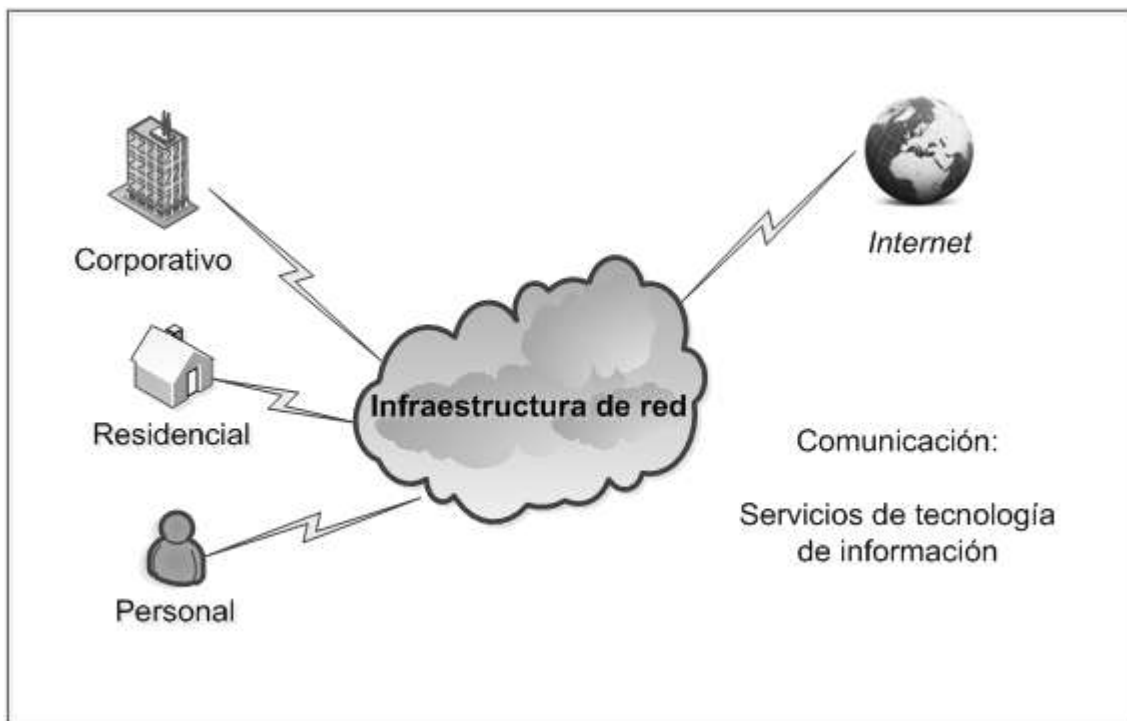 Corporativo
Internet
Residencial
Infraestructura de red
Comunicación:
Servicios de tecnología
de información
Personal